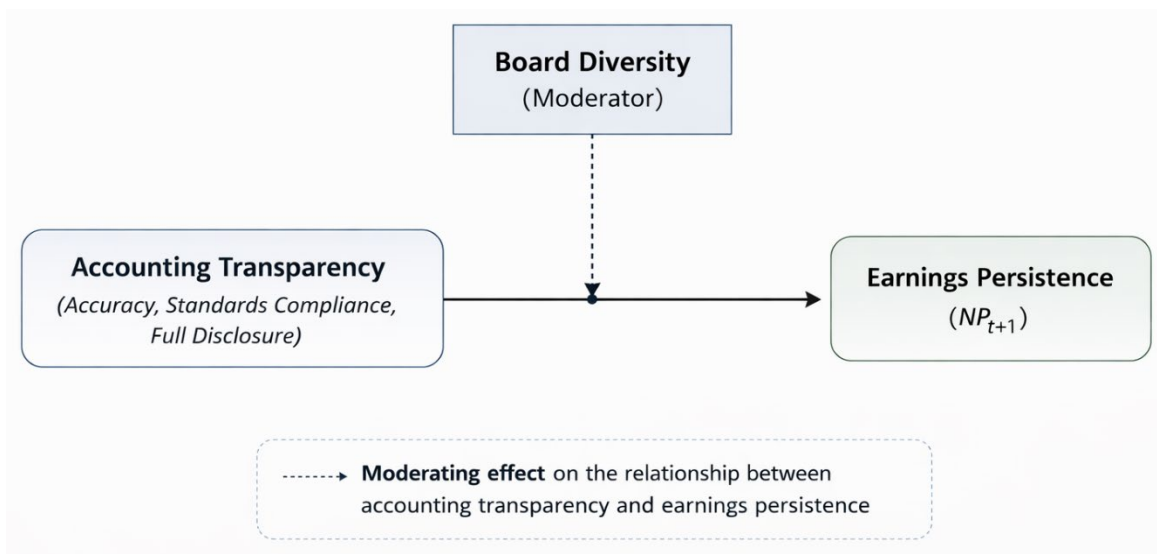 Board Diversity
(Moderator)
Accounting Transparency
(Accuracy, Standards Compliance,
Full Disclosure)
Earnings Persistence
(NPₜ₊₁)
Moderating effect on the relationship between
accounting transparency and earnings persistence